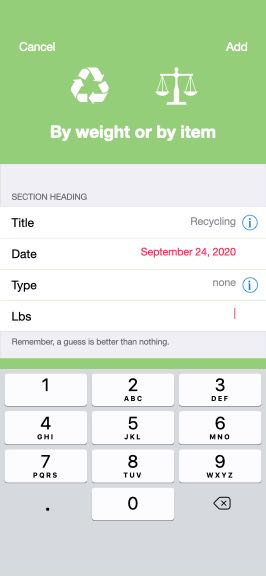 Cancel Add
By weight or by item
SECTION HEADING
Title Recycling
Date September 24, 2020
Type none
Lbs
Remember, a guess is better than nothing.
1 2 3
ABC DEF
4 5 6
GHI JKL MNO
7 8 9
PQRS TUV WXYZ
. 0